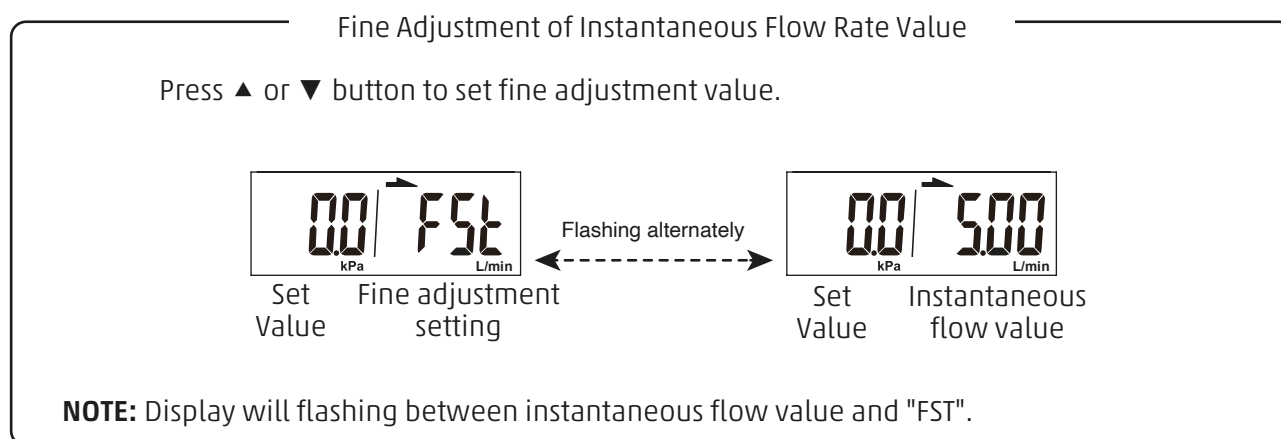 Fine Adjustment of Instantaneous Flow Rate Value
Press ▲ or ▼ button to set fine adjustment value.
0.0 FSt
kPa L/min
Flashing alternately
0.0 5.00
kPa L/min
Set Value
Fine adjustment setting
Set Value
Instantaneous flow value
NOTE: Display will flashing between instantaneous flow value and "FST".